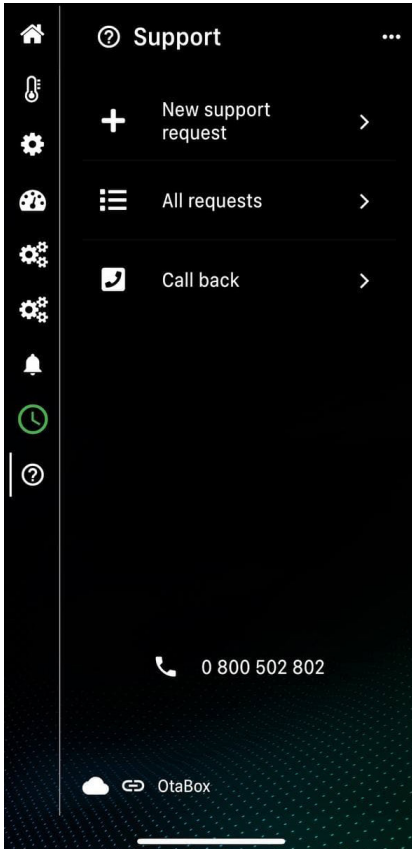 Support
New support
request
All requests
Call back
0 800 502 802
OtaBox